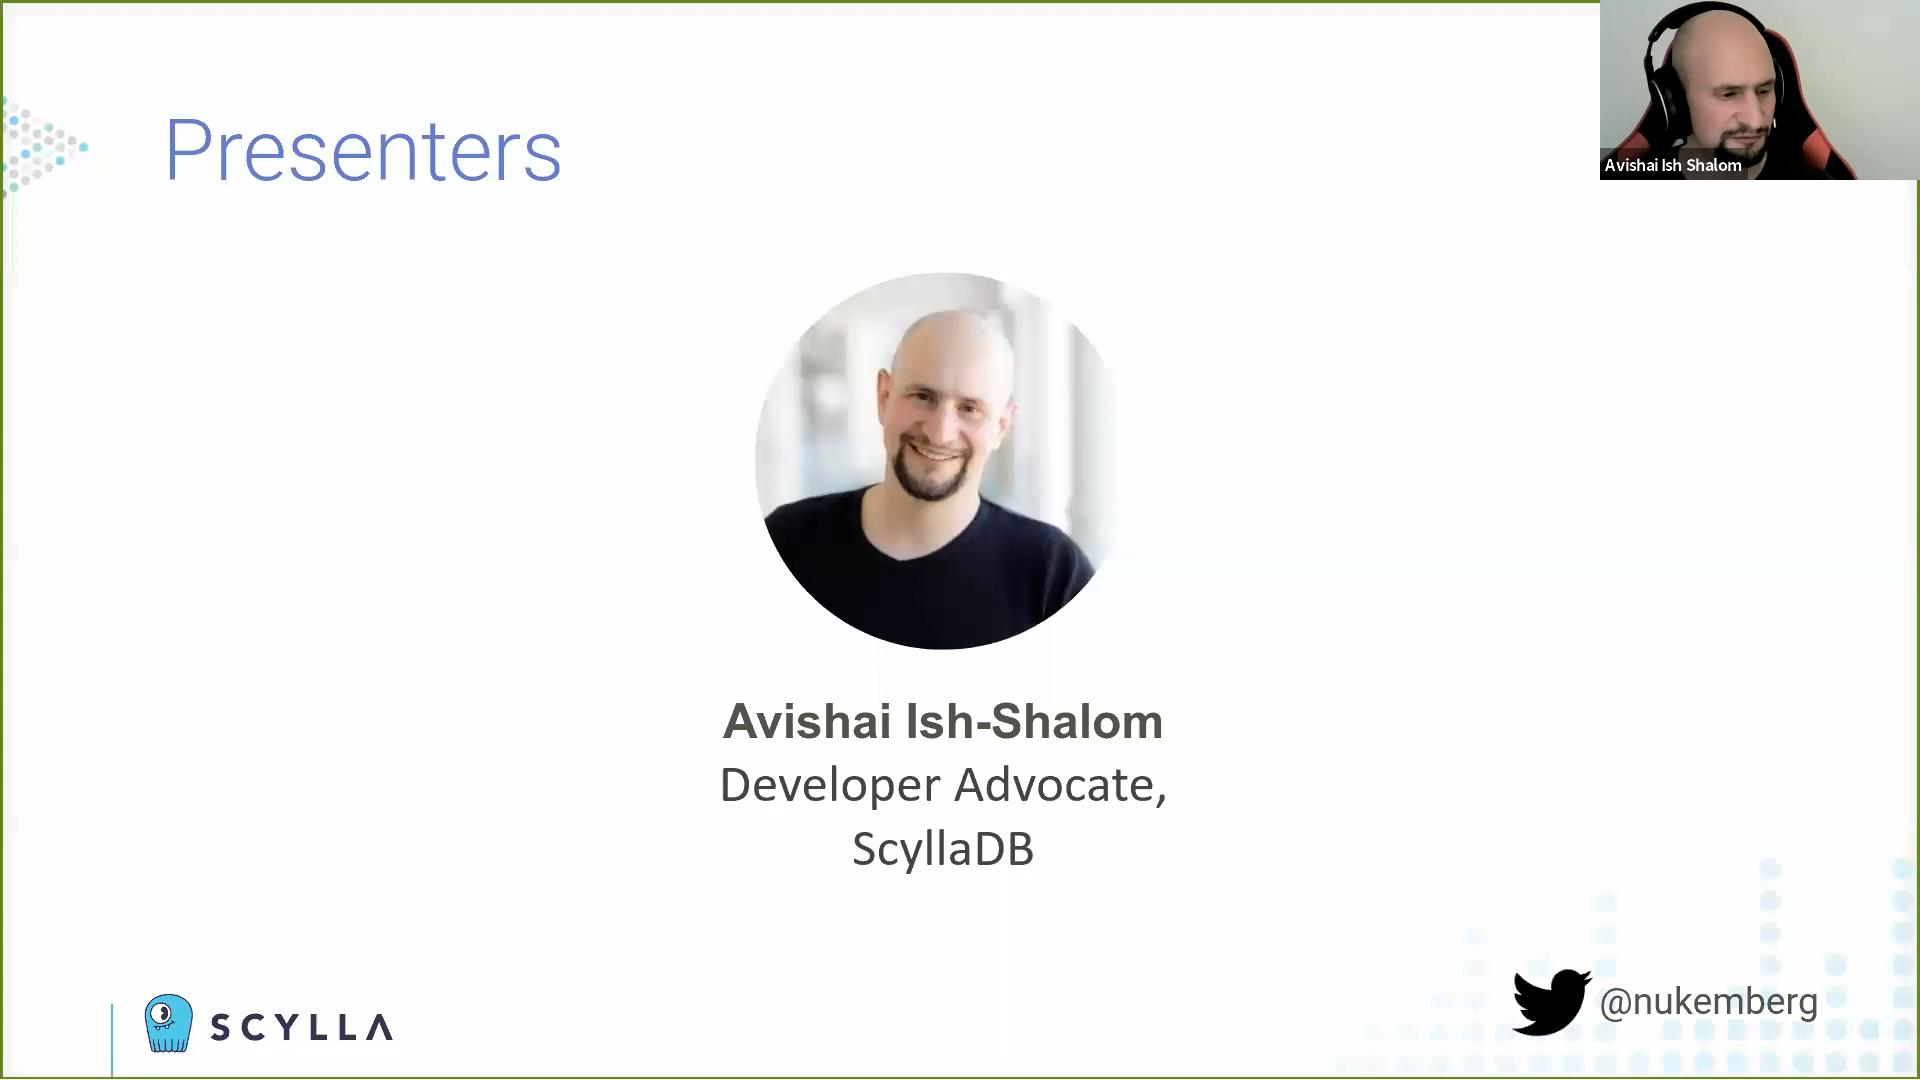 Presenters
Avishai Ish Shalom
Avishai Ish-Shalom
Developer Advocate,
ScyllaDB
SCYLLA
@nukemberg